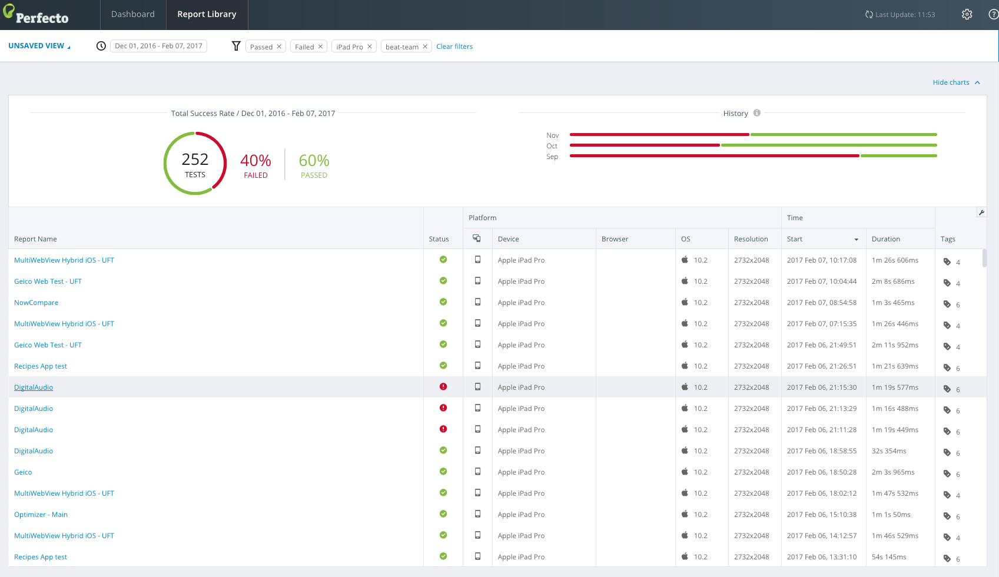 Perfecto Dashboard Report Library Last Update: 11:53 ?
UNSAVED VIEW Dec 01, 2016 - Feb 07, 2017 Passed × Failed × iPad Pro × beat-team × Clear filters
Hide charts
Total Success Rate / Dec 01, 2016 - Feb 07, 2017
252
TESTS
40%
FAILED
60%
PASSED
History
Nov
Oct
Sep
Platform Time
Report Name Status Device Browser OS Resolution Start Duration Tags
MultiWebView Hybrid iOS - UFT Apple iPad Pro 10.2 2732x2048 2017 Feb 07, 10:17:08 1m 26s 606ms 4
Geico Web Test - UFT Apple iPad Pro 10.2 2732x2048 2017 Feb 07, 10:04:44 2m 8s 686ms 4
NowCompare Apple iPad Pro 10.2 2732x2048 2017 Feb 07, 08:54:58 1m 3s 465ms 6
MultiWebView Hybrid iOS - UFT Apple iPad Pro 10.2 2732x2048 2017 Feb 07, 07:15:35 1m 26s 446ms 4
Geico Web Test - UFT Apple iPad Pro 10.2 2732x2048 2017 Feb 06, 21:49:51 2m 11s 952ms 4
Recipes App test Apple iPad Pro 10.2 2732x2048 2017 Feb 06, 21:26:51 1m 21s 639ms 6
DigitalAudio Apple iPad Pro 10.2 2732x2048 2017 Feb 06, 21:15:30 1m 19s 577ms 6
DigitalAudio Apple iPad Pro 10.2 2732x2048 2017 Feb 06, 21:13:29 1m 16s 488ms 6
DigitalAudio Apple iPad Pro 10.2 2732x2048 2017 Feb 06, 21:11:28 1m 19s 449ms 6
DigitalAudio Apple iPad Pro 10.2 2732x2048 2017 Feb 06, 18:58:55 32s 354ms 6
Geico Apple iPad Pro 10.2 2732x2048 2017 Feb 06, 18:50:28 2m 3s 965ms 6
MultiWebView Hybrid iOS - UFT Apple iPad Pro 10.2 2732x2048 2017 Feb 06, 18:02:12 1m 47s 532ms 4
Optimizer - Main Apple iPad Pro 10.2 2732x2048 2017 Feb 06, 15:10:38 1m 1s 50ms 6
MultiWebView Hybrid iOS - UFT Apple iPad Pro 10.2 2732x2048 2017 Feb 06, 14:12:57 1m 46s 529ms 4
Recipes App test Apple iPad Pro 10.2 2732x2048 2017 Feb 06, 13:31:10 54s 145ms 6